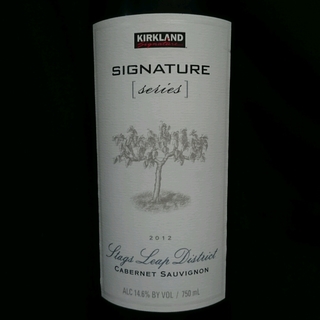 KIRKLAND
Signature
SIGNATURE
[series]
2012
Stags Leap District
CABERNET SAUVIGNON
ALC 14.6% BY VOL / 750 mL